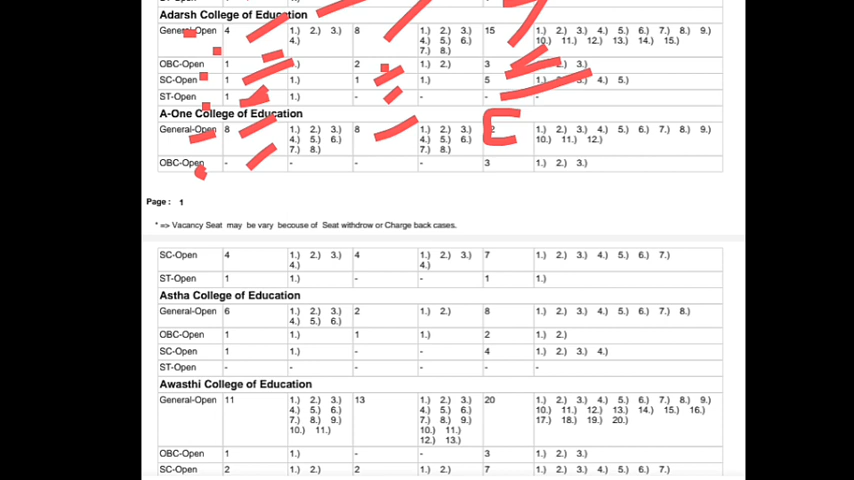 Adarsh College of Education
General-Open 4 1.) 2.) 3.) 8 1.) 2.) 3.) 15 1.) 2.) 3.) 4.) 5.) 6.) 7.) 8.) 9.)
4.) 5.) 6.) 10.) 11.) 12.) 13.) 14.) 15.)
7.) 8.)
OBC-Open 1 1.) 2 1.) 2.) 3 2.) 3.)
SC-Open 1 1.) 1 1.) 5 4.) 5.)
ST-Open 1 1.) - - - -
A-One College of Education
General-Open 8 1.) 2.) 3.) 8 1.) 2.) 3.) 1.) 2.) 3.) 4.) 5.) 6.) 7.) 8.) 9.)
4.) 5.) 6.) 4.) 5.) 6.) 10.) 11.) 12.)
7.) 8.) 7.) 8.)
OBC-Open - - - - 3 1.) 2.) 3.)
Page : 1
* => Vacancy Seat may be vary becouse of Seat withdrow or Charge back cases.
SC-Open 4 1.) 2.) 3.) 4 1.) 2.) 3.) 7 1.) 2.) 3.) 4.) 5.) 6.) 7.)
4.) 4.)
ST-Open 1 1.) - - 1 1.)
Astha College of Education
General-Open 6 1.) 2.) 3.) 2 1.) 2.) 8 1.) 2.) 3.) 4.) 5.) 6.) 7.) 8.)
4.) 5.) 6.)
OBC-Open 1 1.) 1 1.) 2 1.) 2.)
SC-Open 1 1.) - - 4 1.) 2.) 3.) 4.)
ST-Open - - - - - -
Awasthi College of Education
General-Open 11 1.) 2.) 3.) 13 1.) 2.) 3.) 20 1.) 2.) 3.) 4.) 5.) 6.) 7.) 8.) 9.)
4.) 5.) 6.) 4.) 5.) 6.) 10.) 11.) 12.) 13.) 14.) 15.) 16.)
7.) 8.) 9.) 7.) 8.) 9.) 17.) 18.) 19.) 20.)
10.) 11.) 10.) 11.)
12.) 13.)
OBC-Open 1 1.) - - 3 1.) 2.) 3.)
SC-Open 2 1.) 2.) 2 1.) 2.) 7 1.) 2.) 3.) 4.) 5.) 6.) 7.)